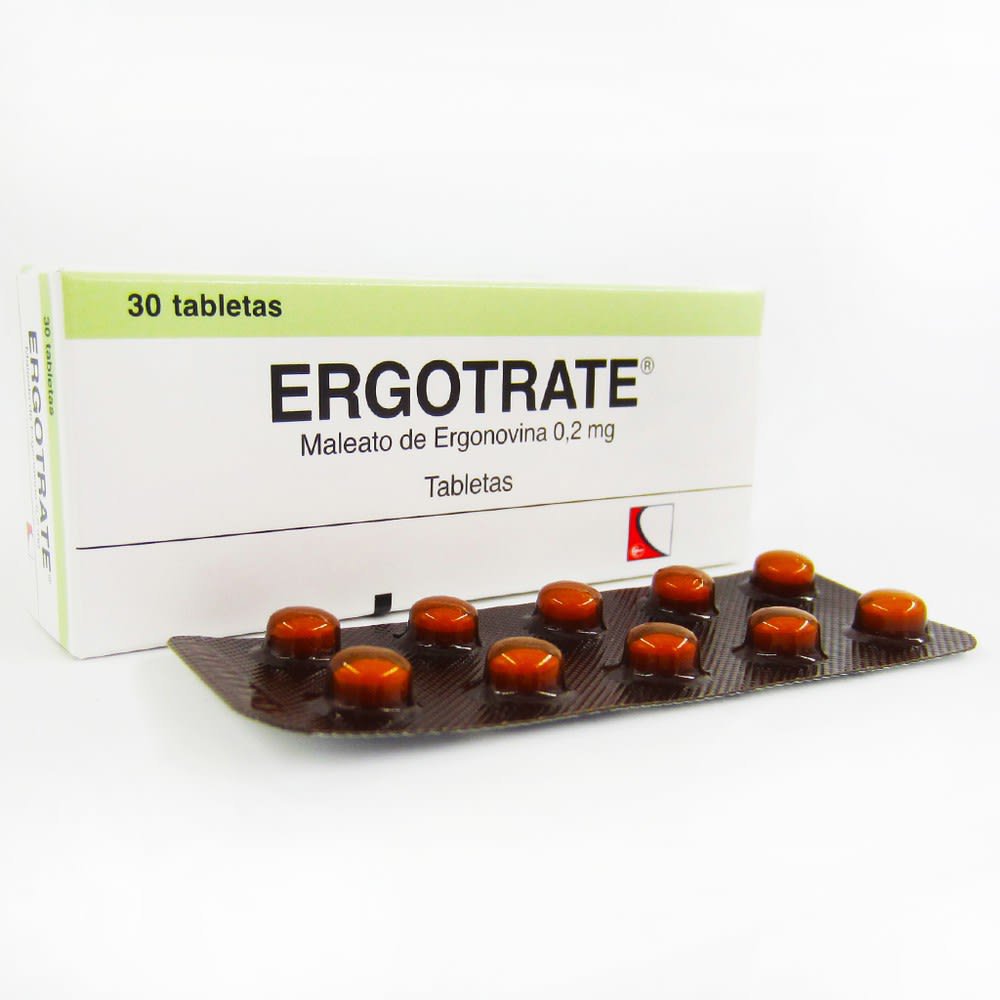 30 tabletas
ERGOTRATE®
Maleato de Ergonovina 0,2 mg
Tabletas
30 tabletas
ERGOTRATE®